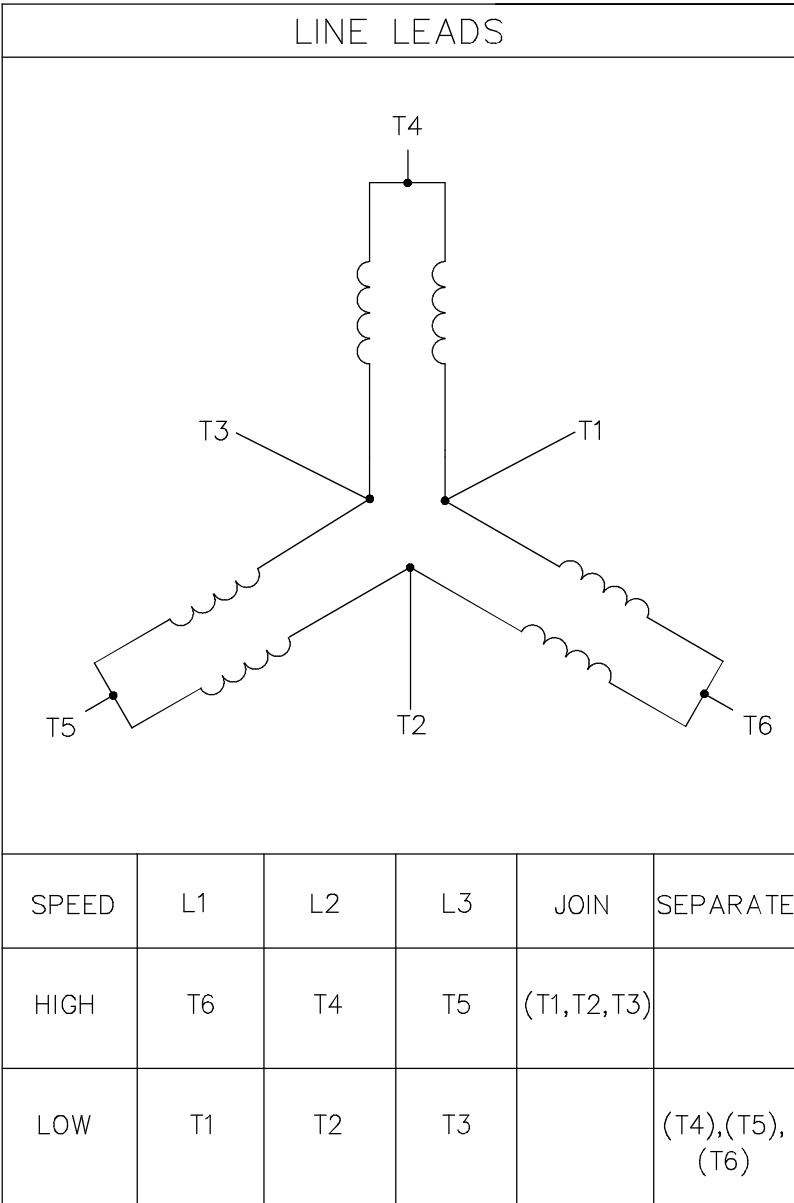 LINE LEADS
T4
T3
T1
T5
T2
T6
SPEED L1 L2 L3 JOIN SEPARATE
HIGH T6 T4 T5 (T1,T2,T3)
LOW T1 T2 T3 (T4),(T5),
(T6)